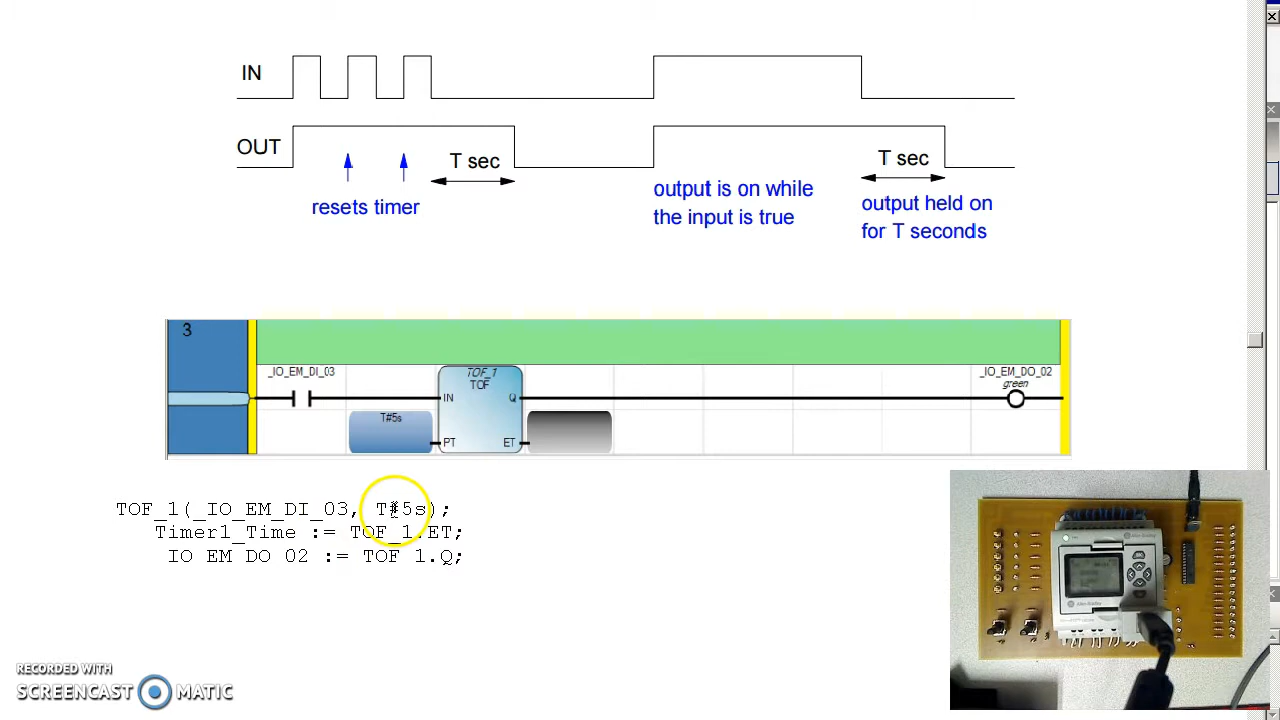 IN
OUT
T sec
T sec
resets timer
output is on while
the input is true
output held on
for T seconds
3
_IO_EM_DI_03
TOF_1
TOF
_IO_EM_DO_02
green
IN
Q
T#5s
PT
ET
TOF_1(_IO_EM_DI_03, T#5s);
Timer1_Time := TOF_1.ET;
_IO_EM_DO_02 := TOF_1.Q;
RECORDED WITH
SCREENCAST MATIC